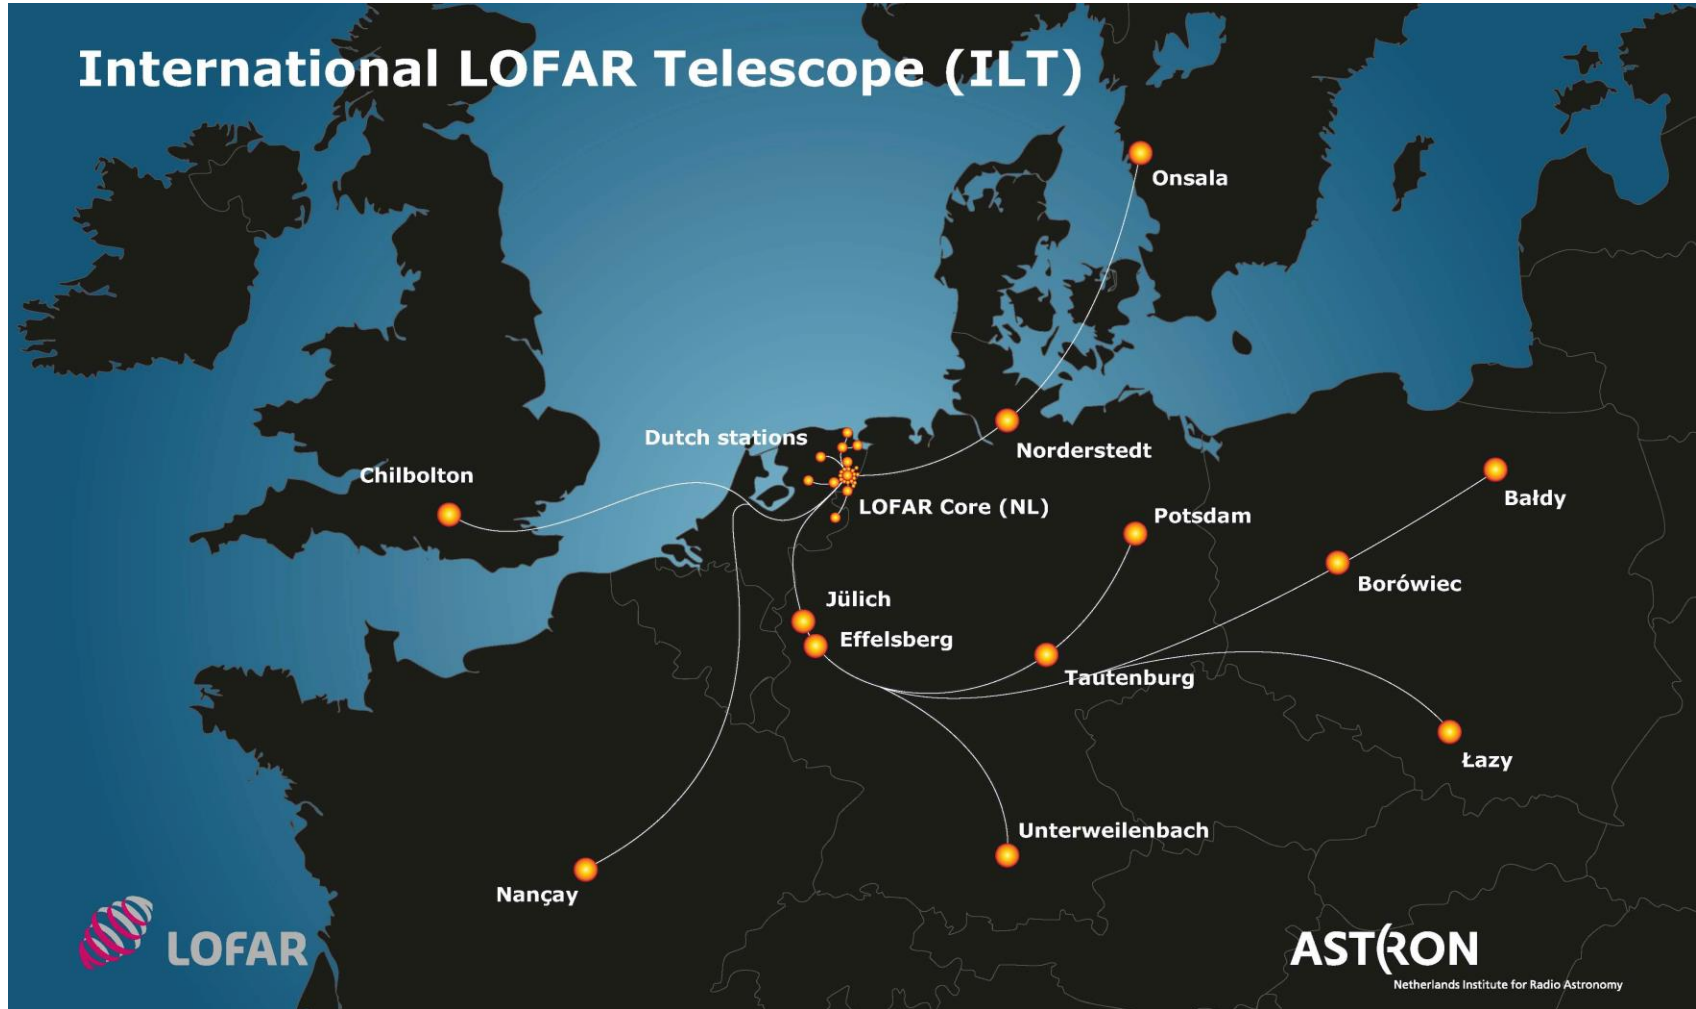 International LOFAR Telescope (ILT)
Onsala
Dutch stations
Norderstedt
Chilbolton
LOFAR Core (NL)
Potsdam
Bałdy
Borówiec
Jülich
Effelsberg
Tautenburg
Łazy
Unterweilenbach
Nançay
LOFAR
ASTRON
Netherlands Institute for Radio Astronomy